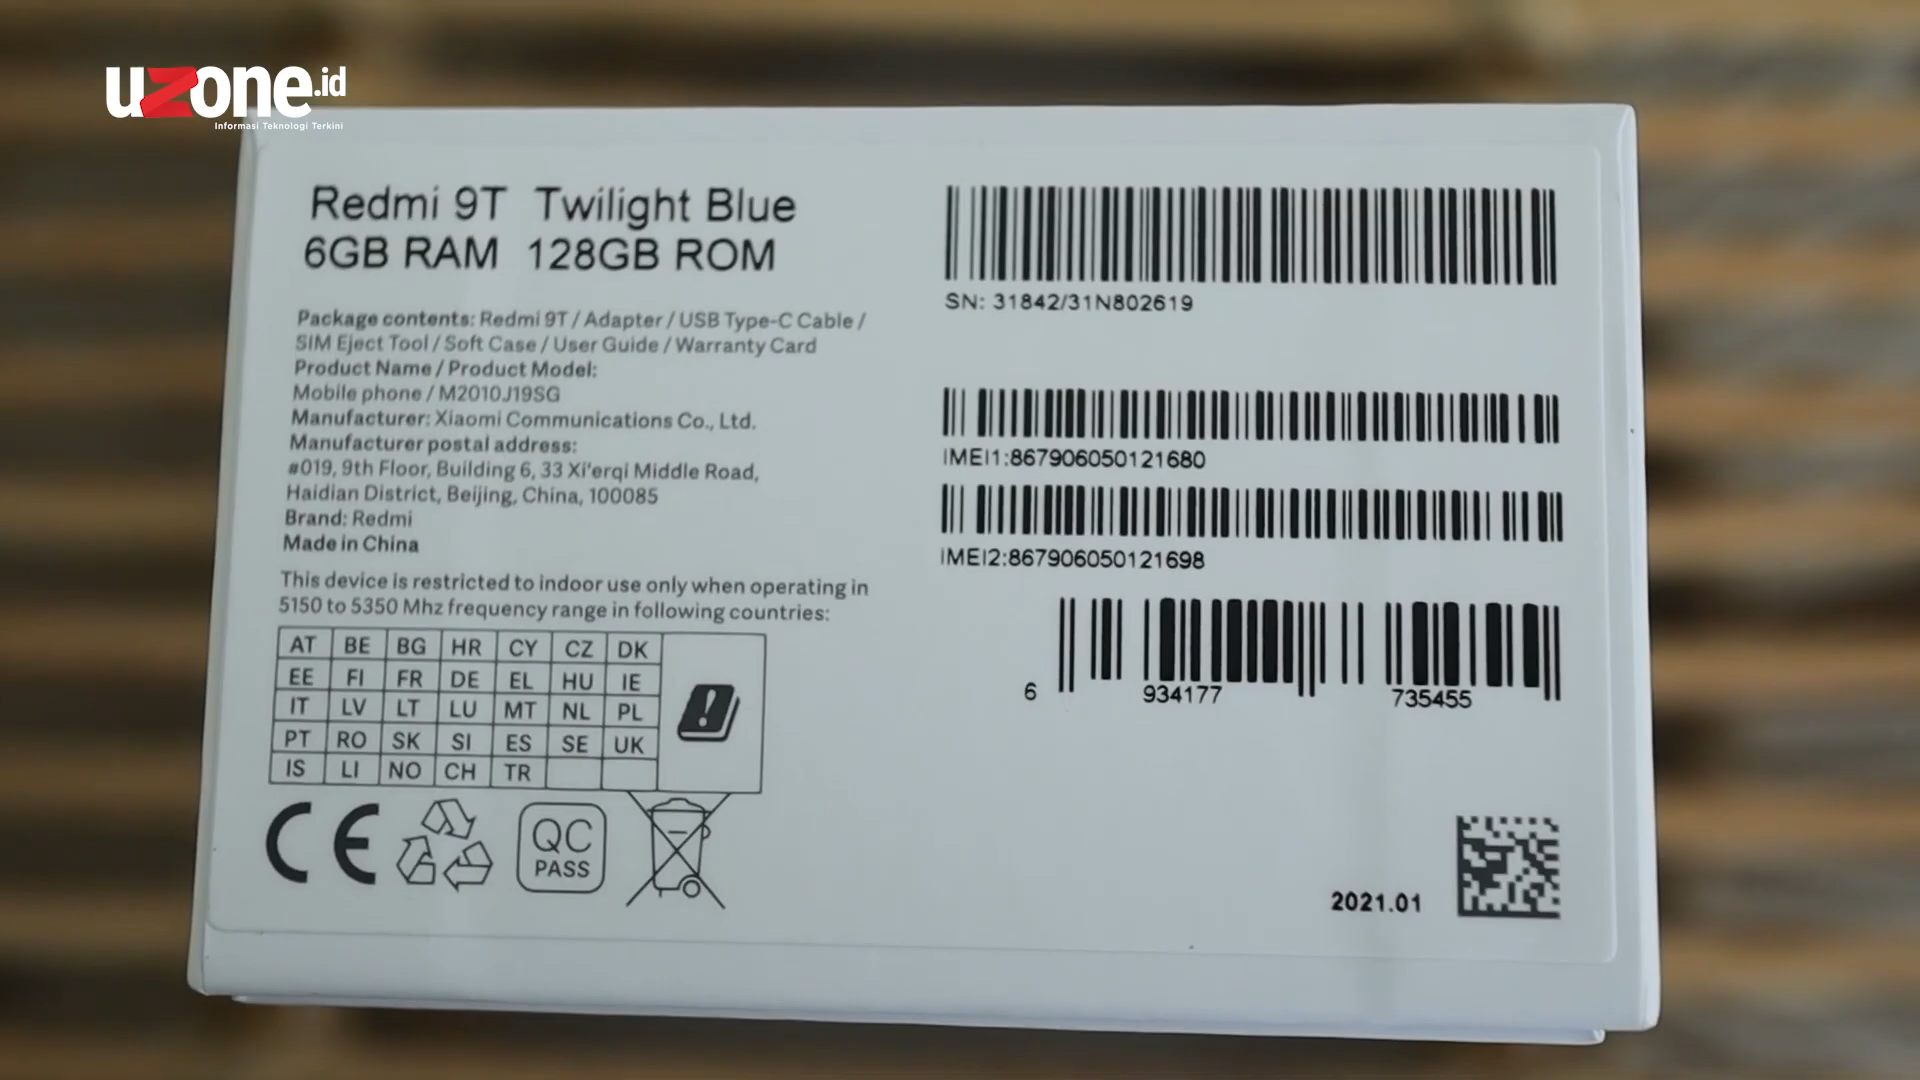 uzone.id
Informasi Teknologi Terkini
Redmi 9T Twilight Blue
6GB RAM 128GB ROM
Package contents: Redmi 9T / Adapter / USB Type-C Cable /
SIM Eject Tool / Soft Case / User Guide / Warranty Card
Product Name / Product Model:
Mobile phone / M2010J19SG
Manufacturer: Xiaomi Communications Co., Ltd.
Manufacturer postal address:
#019, 9th Floor, Building 6, 33 Xi'erqi Middle Road,
Haidian District, Beijing, China, 100085
Brand: Redmi
Made in China
This device is restricted to indoor use only when operating in
5150 to 5350 Mhz frequency range in following countries:
AT BE BG HR CY CZ DK
EE FI FR DE EL HU IE
IT LV LT LU MT NL PL
PT RO SK SI ES SE UK
IS LI NO CH TR
CE
QC
PASS
SN: 31842/31N802619
IMEI1:867906050121680
IMEI2:867906050121698
6 934177 735455
2021.01